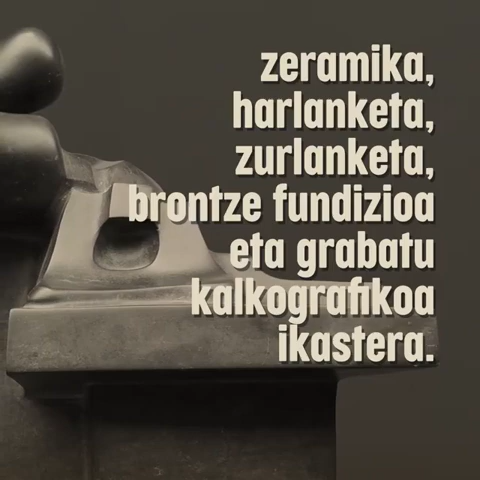 zeramika,
harlanketa,
zurlanketa,
brontze fundizioa
eta grabatu
kalkografikoa
ikastera.